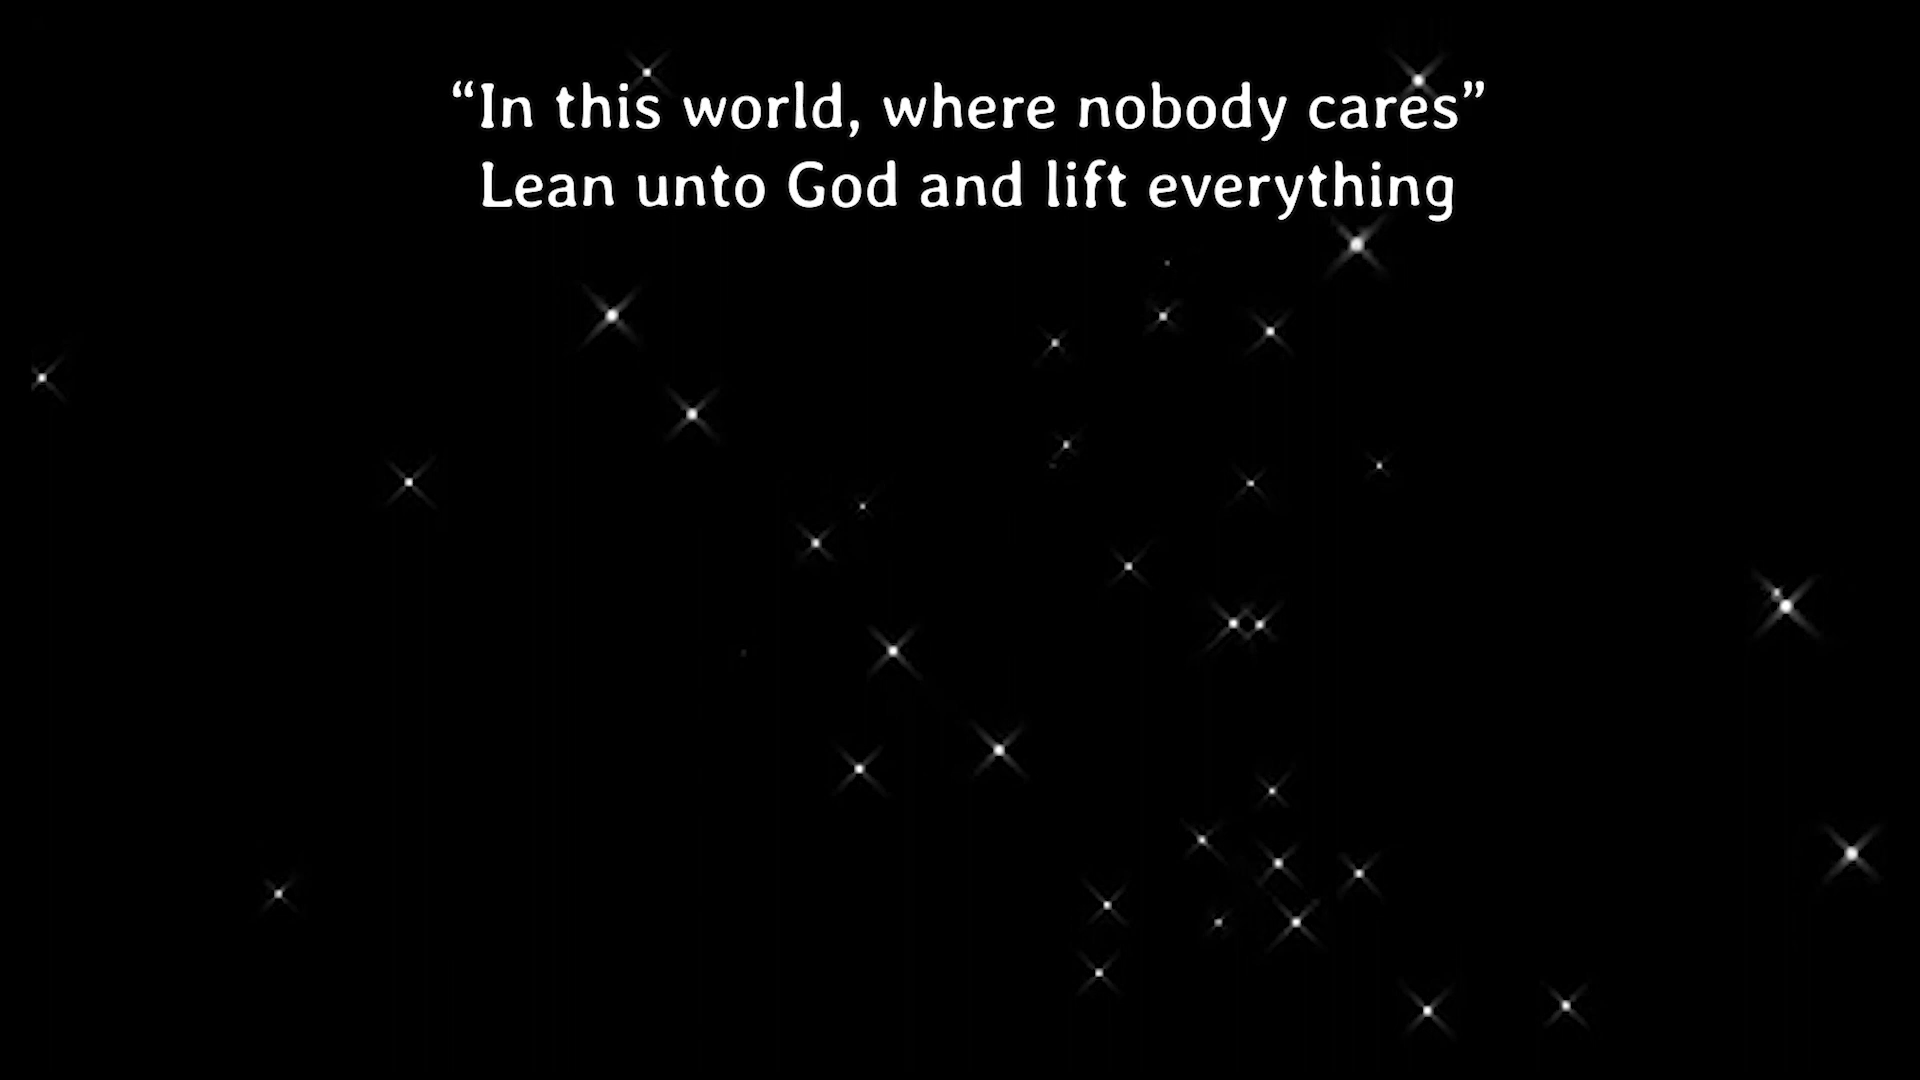 “In this world, where nobody cares”
Lean unto God and lift everything